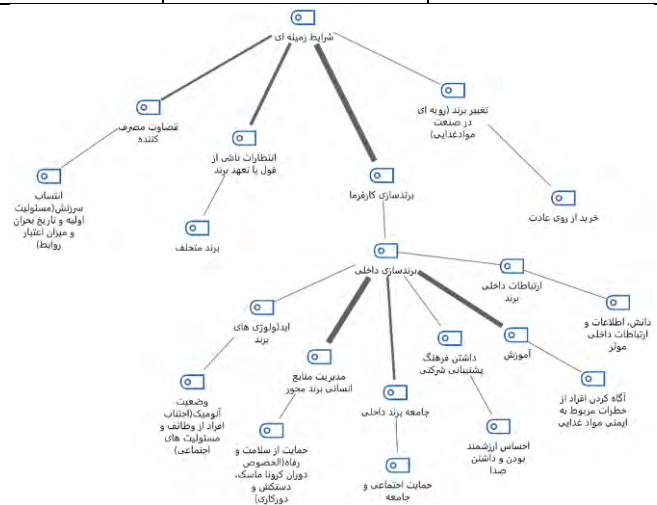 شرایط زمینه ای
قضاوت مصرف
کننده
انتظارات ناشی از
قول یا تعهد برند
تغییر برند (رویه ای
در صنعت
موادغذایی)
برندسازی کارفرما
انتساب
سرزنش(مسئولیت
اولیه و تاریخ بحران
و میزان اعتبار
روابط)
برند متخلف
خرید از روی عادت
برندسازی داخلی
ارتباطات داخلی
برند
دانش، اطلاعات و
ارتباطات داخلی
موثر
ایدئولوژی های
برند
مدیریت منابع
انسانی برند محور
جامعه برند داخلی
داشتن فرهنگ
پشتیبانی شرکتی
آموزش
وضعیت
آنومیک(اجتناب
افراد از وظائف و
مسئولیت های
اجتماعی)
حمایت از سلامت و
رفاه(الخصوص
دوران کرونا ماسک،
دستکش و
دورکاری)
حمایت اجتماعی و
جامعه
احساس ارزشمند
بودن و داشتن
صدا
آگاه کردن افراد از
خطرات مربوط به
ایمنی مواد غذایی